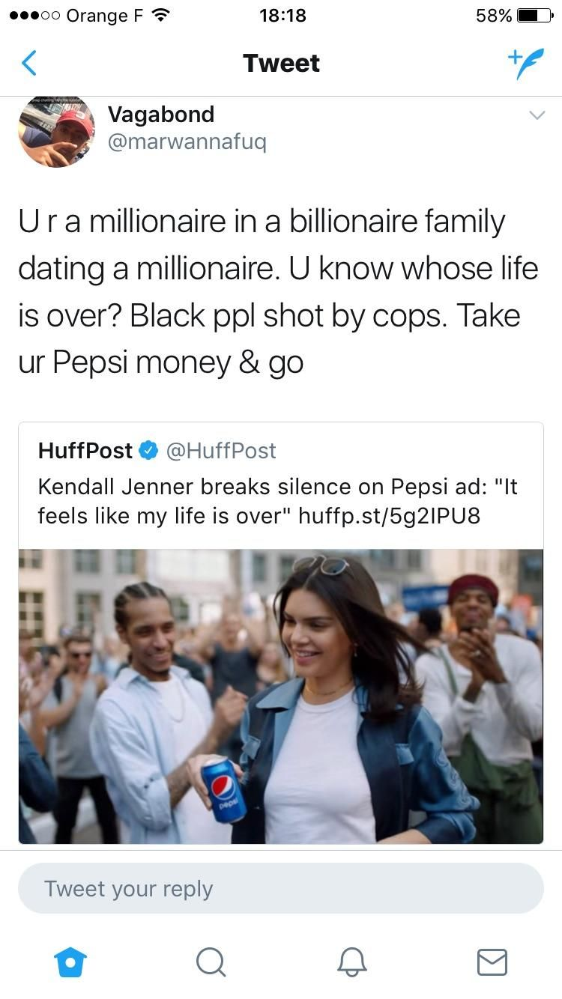 Orange F 18:18 58%
Tweet
Vagabond
@marwannafuq
U r a millionaire in a billionaire family
dating a millionaire. U know whose life
is over? Black ppl shot by cops. Take
ur Pepsi money & go
HuffPost @HuffPost
Kendall Jenner breaks silence on Pepsi ad: "It
feels like my life is over" huffp.st/5g2IPU8
pepsi
Tweet your reply